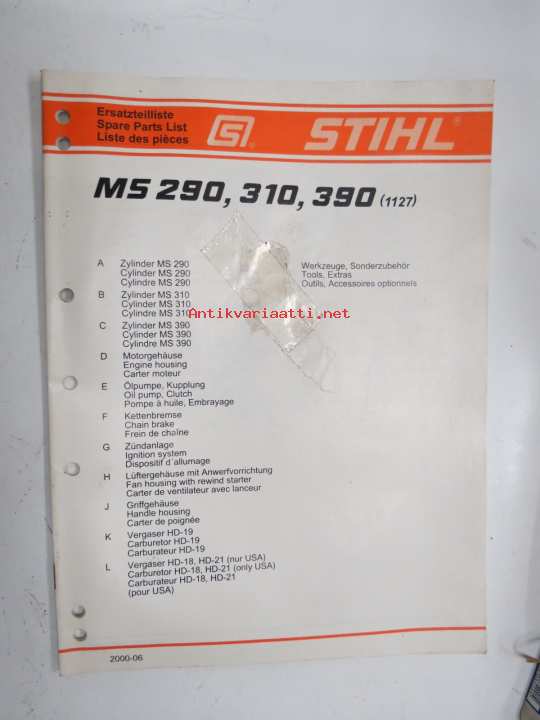 Ersatzteilliste
Spare Parts List
Liste des pièces
STIHL®
MS 290, 310, 390 (1127)
A Zylinder MS 290
Cylinder MS 290
Cylindre MS 290
B Zylinder MS 310
Cylinder MS 310
Cylindre MS 310
C Zylinder MS 390
Cylinder MS 390
Cylindre MS 390
D Motorgehäuse
Engine housing
Carter moteur
E Ölpumpe, Kupplung
Oil pump, Clutch
Pompe à huile, Embrayage
F Kettenbremse
Chain brake
Frein de chaîne
G Zündanlage
Ignition system
Dispositif d´allumage
H Lüftergehäuse mit Anwerfvorrichtung
Fan housing with rewind starter
Carter de ventilateur avec lanceur
J Griffgehäuse
Handle housing
Carter de poignée
K Vergaser HD-19
Carburetor HD-19
Carburateur HD-19
L Vergaser HD-18, HD-21 (nur USA)
Carburetor HD-18, HD-21 (only USA)
Carburateur HD-18, HD-21
(pour USA)
Werkzeuge, Sonderzubehör
Tools, Extras
Outils, Accessoires optionnels
Antikvariaatti.net
2000-06